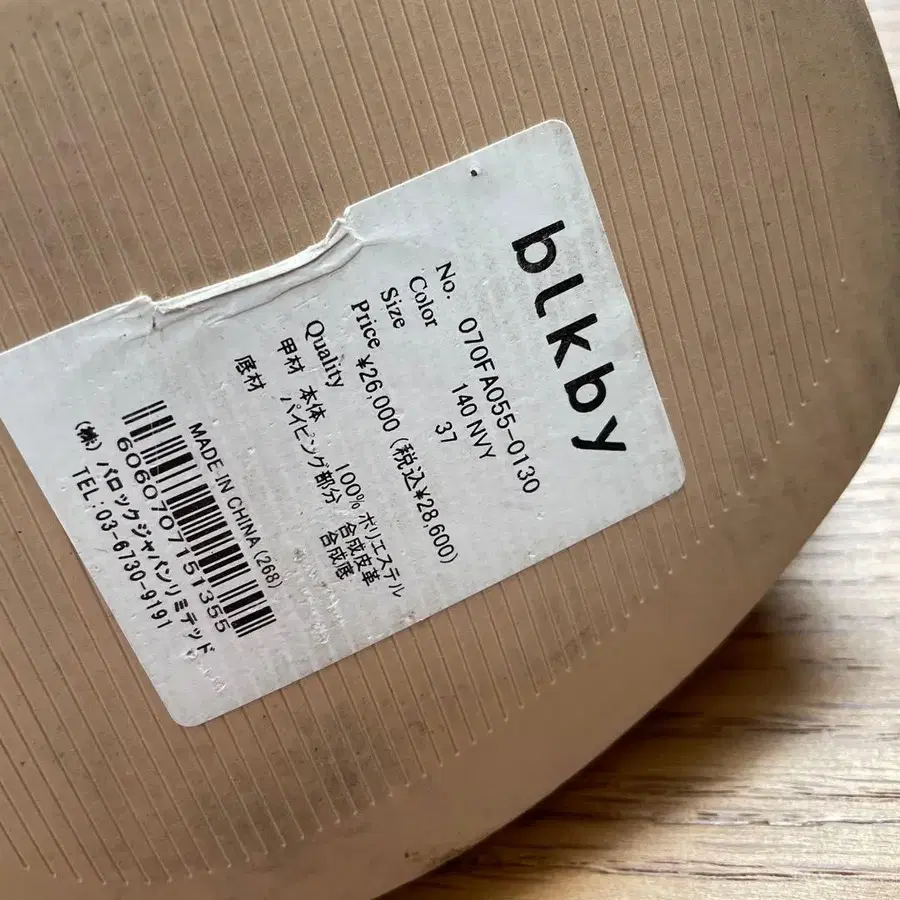 blkby
No. 070FA055-0130
Color 140 NVY
Size 37
Price ¥26,000 (税込¥28,600)
Quality
甲材 本体 100% ポリエステル
パイピング部分 合成皮革
底材 合成底
MADE IN CHINA (268)
6060707151355
(株) バロックジャパンリミテッド
TEL.03-6730-9191